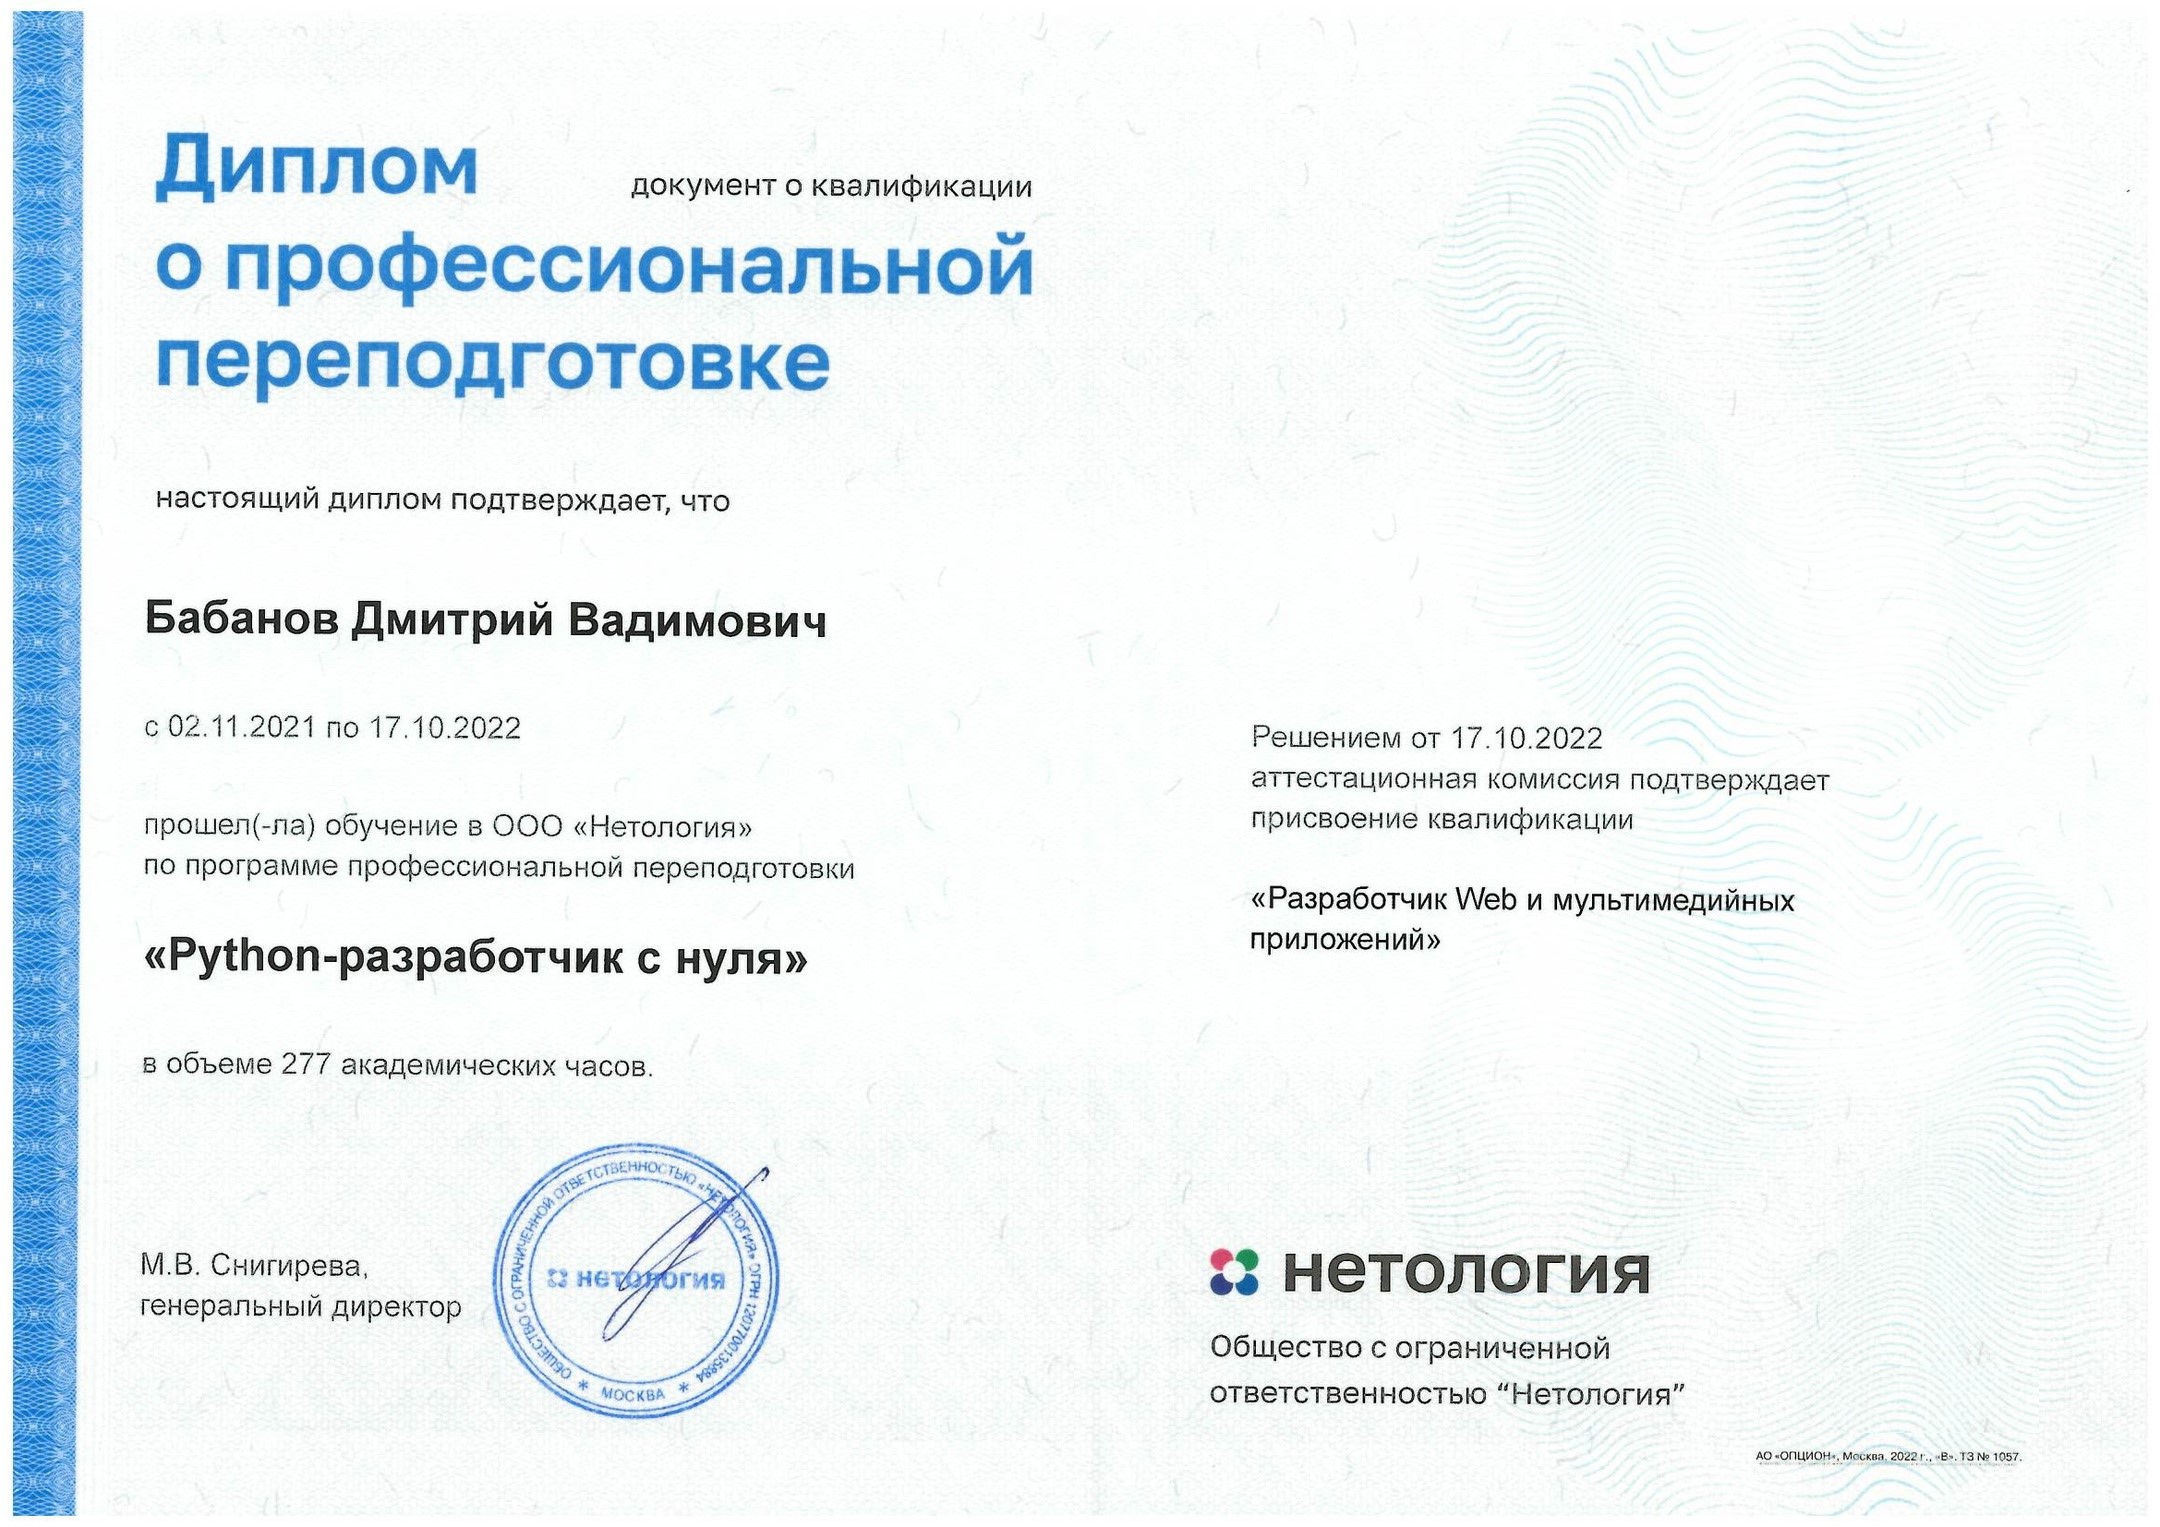 Диплом
документ о квалификации
о профессиональной
переподготовке
настоящий диплом подтверждает, что
Бабанов Дмитрий Вадимович
с 02.11.2021 по 17.10.2022
прошел(-ла) обучение в ООО «Нетология»
по программе профессиональной переподготовки
«Python-разработчик с нуля»
в объеме 277 академических часов.
М.В. Снигирева,
генеральный директор
ОБЩЕСТВО С ОГРАНИЧЕННОЙ ОТВЕТСТВЕННОСТЬЮ «НЕТОЛОГИЯ» ОГРН 1207700135884
* МОСКВА *
нетология
Решением от 17.10.2022
аттестационная комиссия подтверждает
присвоение квалификации
«Разработчик Web и мультимедийных
приложений»
нетология
Общество с ограниченной
ответственностью “Нетология”
АО «ОПЦИОН», Москва, 2022 г., «В». ТЗ № 1057.